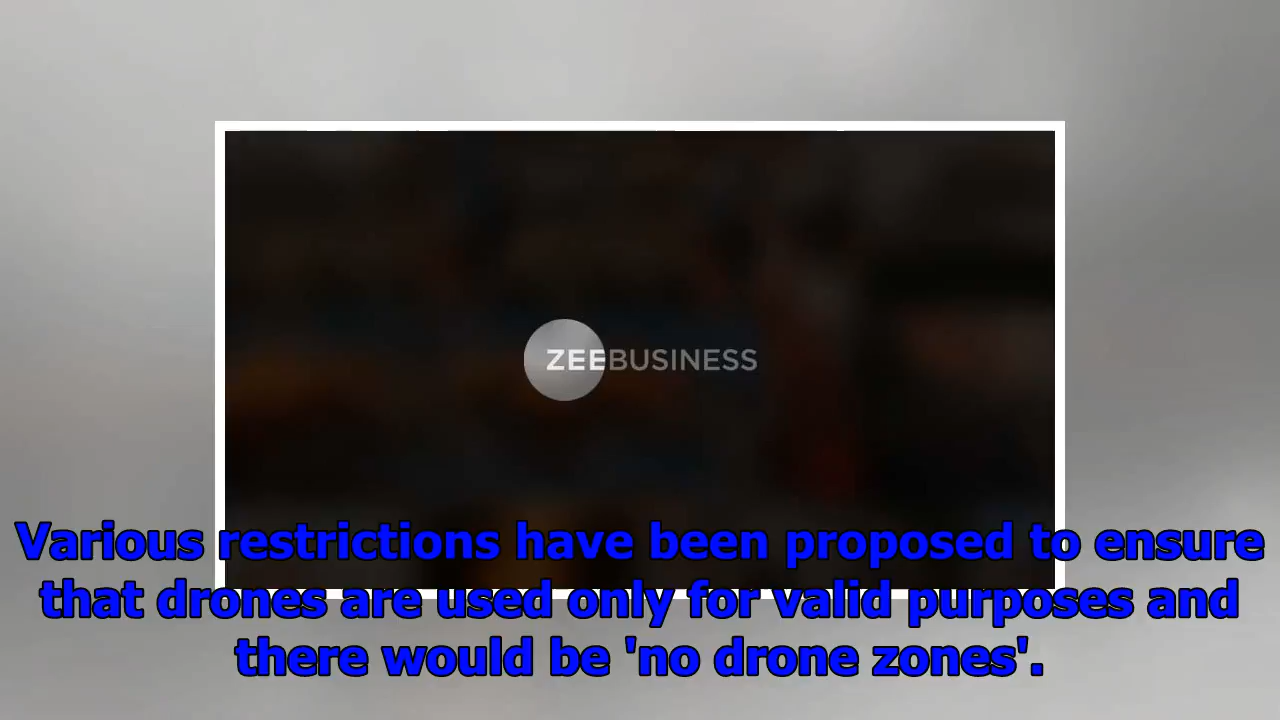 ZEEBUSINESS
Various restrictions have been proposed to ensure
that drones are used only for valid purposes and
there would be 'no drone zones'.